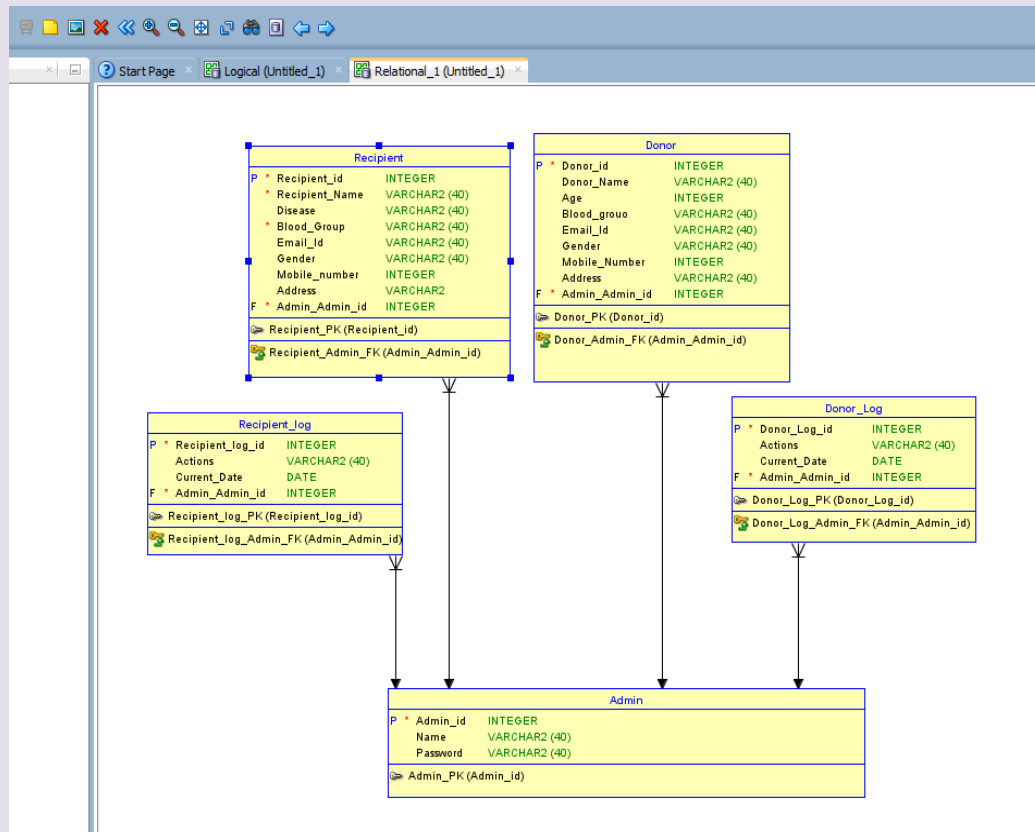 Start Page
Logical (Untitled_1)
Relational_1 (Untitled_1)
Recipient
P * Recipient_id INTEGER
* Recipient_Name VARCHAR2 (40)
Disease VARCHAR2 (40)
* Blood_Group VARCHAR2 (40)
Email_Id VARCHAR2 (40)
Gender VARCHAR2 (40)
Mobile_number INTEGER
Address VARCHAR2
F * Admin_Admin_id INTEGER
Recipient_PK (Recipient_id)
Recipient_Admin_FK (Admin_Admin_id)
Donor
P * Donor_id INTEGER
Donor_Name VARCHAR2 (40)
Age INTEGER
Blood_grouo VARCHAR2 (40)
Email_Id VARCHAR2 (40)
Gender VARCHAR2 (40)
Mobile_Number INTEGER
Address VARCHAR2 (40)
F * Admin_Admin_id INTEGER
Donor_PK (Donor_id)
Donor_Admin_FK (Admin_Admin_id)
Recipient_log
P * Recipient_log_id INTEGER
Actions VARCHAR2 (40)
Current_Date DATE
F * Admin_Admin_id INTEGER
Recipient_log_PK (Recipient_log_id)
Recipient_log_Admin_FK (Admin_Admin_id)
Donor_Log
P * Donor_Log_id INTEGER
Actions VARCHAR2 (40)
Current_Date DATE
F * Admin_Admin_id INTEGER
Donor_Log_PK (Donor_Log_id)
Donor_Log_Admin_FK (Admin_Admin_id)
Admin
P * Admin_id INTEGER
Name VARCHAR2 (40)
Password VARCHAR2 (40)
Admin_PK (Admin_id)